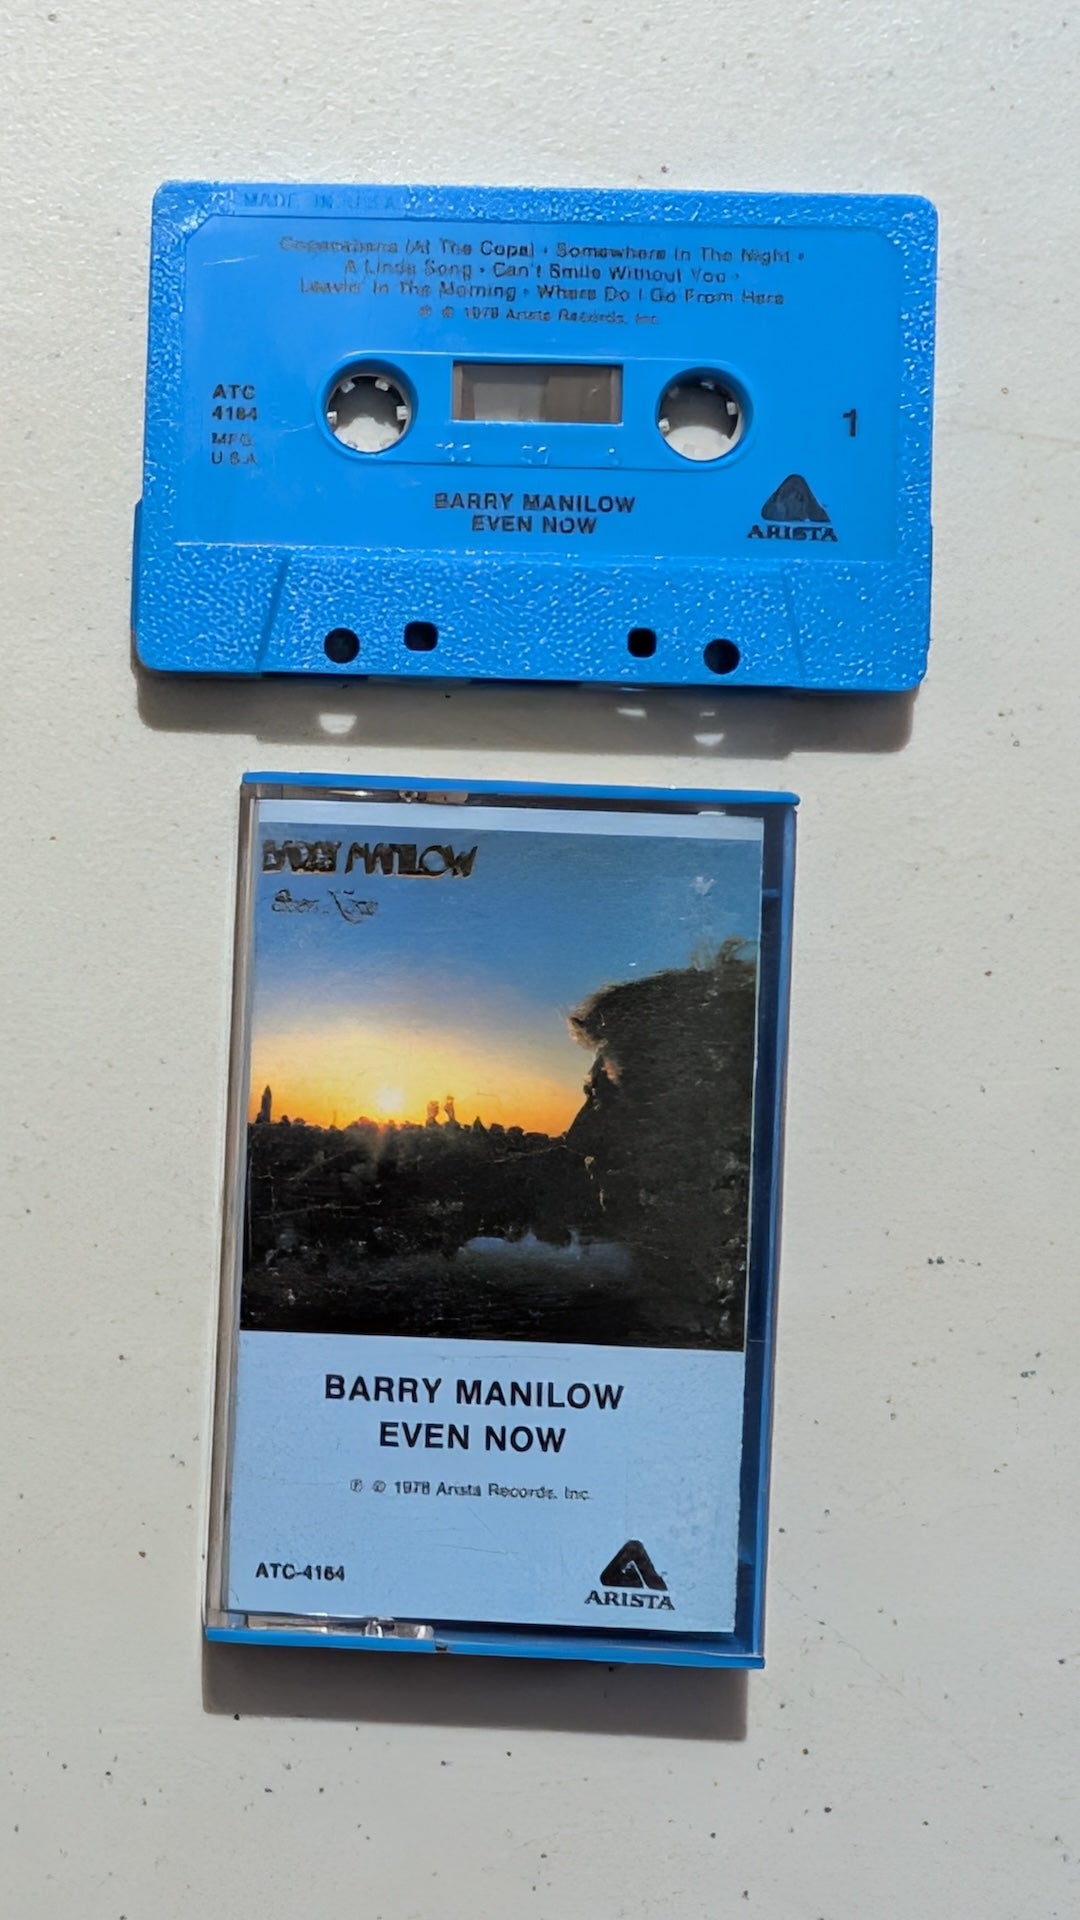 MADE IN U.S.A.
Copacabana (At The Copa) • Somewhere In The Night •
A Linda Song • Can't Smile Without You •
Leavin' In The Morning • Where Do I Go From Here
℗ © 1978 Arista Records, Inc.
ATC
4164
MFG.
U.S.A.
1
BARRY MANILOW
EVEN NOW
ARISTA
BARRY MANILOW
Even Now
BARRY MANILOW
EVEN NOW
℗ © 1978 Arista Records, Inc.
ATC-4164
ARISTA